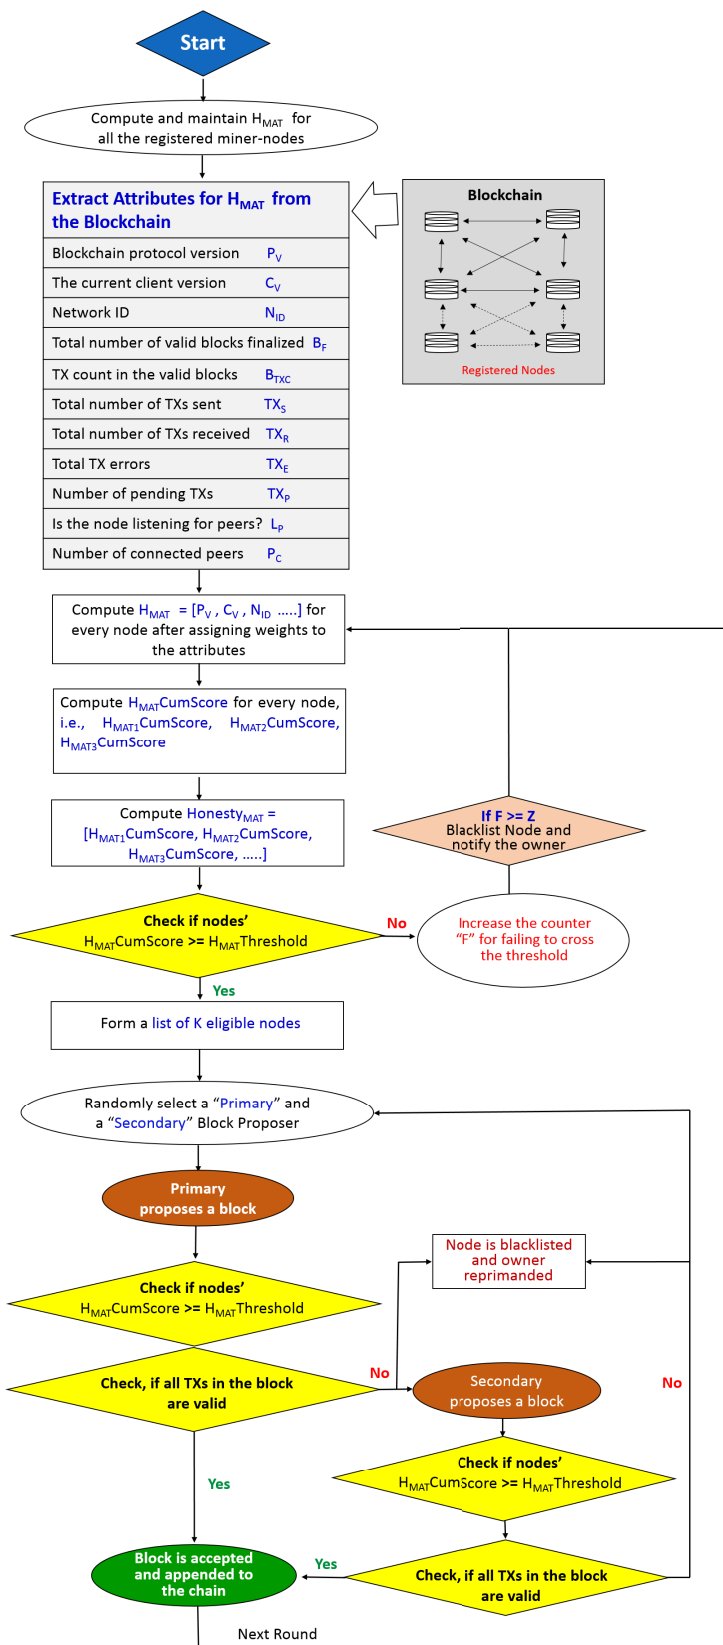 Start
Compute and maintain HMAT for
all the registered miner-nodes
Extract Attributes for HMAT from
the Blockchain
Blockchain protocol version PV
The current client version CV
Network ID NID
Total number of valid blocks finalized BF
TX count in the valid blocks BTXC
Total number of TXs sent TXS
Total number of TXs received TXR
Total TX errors TXE
Number of pending TXs TXP
Is the node listening for peers? LP
Number of connected peers PC
Blockchain
Registered Nodes
Compute HMAT = [PV , CV , NID .....] for
every node after assigning weights to
the attributes
Compute HMATCumScore for every node,
i.e., HMAT1CumScore, HMAT2CumScore,
HMAT3CumScore
Compute HonestyMAT =
[HMAT1CumScore, HMAT2CumScore,
HMAT3CumScore, .....]
If F >= Z
Blacklist Node and
notify the owner
Check if nodes’
HMATCumScore >= HMATThreshold
No
Increase the counter
“F” for failing to cross
the threshold
Yes
Form a list of K eligible nodes
Randomly select a “Primary” and
a “Secondary” Block Proposer
Primary
proposes a block
Node is blacklisted
and owner
reprimanded
Check if nodes’
HMATCumScore >= HMATThreshold
No
Check, if all TXs in the block
are valid
Secondary
proposes a block
No
Check if nodes’
HMATCumScore >= HMATThreshold
Yes
Block is accepted
and appended to
the chain
Yes
Check, if all TXs in the block
are valid
Next Round